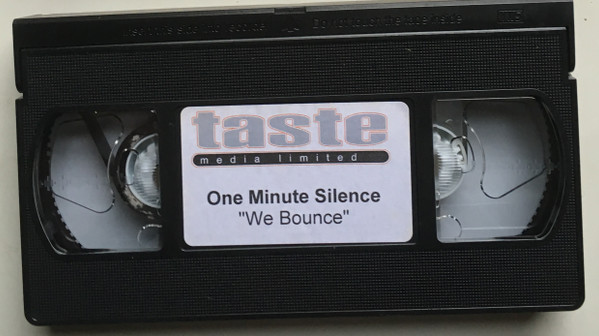 taste
media limited
One Minute Silence
"We Bounce"